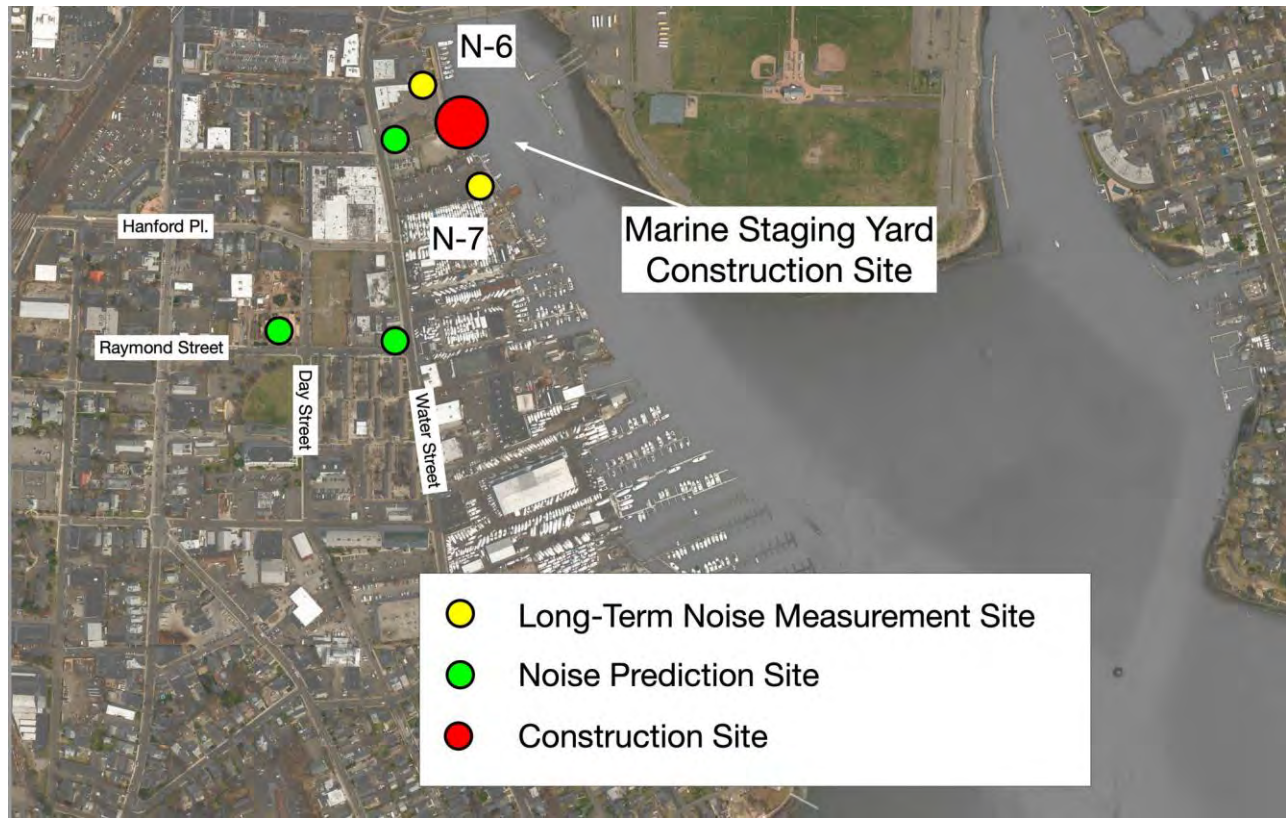 N-6
Marine Staging Yard
Construction Site
Hanford Pl.
N-7
Raymond Street
Day Street
Water Street
Long-Term Noise Measurement Site
Noise Prediction Site
Construction Site